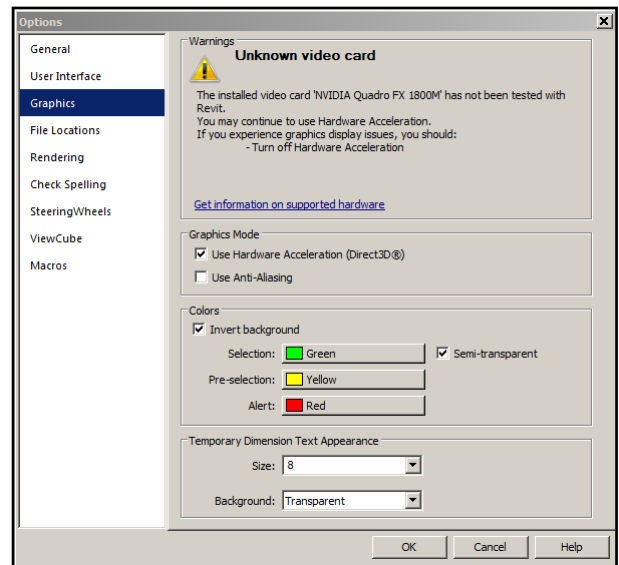 Options
General
User Interface
Graphics
File Locations
Rendering
Check Spelling
SteeringWheels
ViewCube
Macros
Warnings
Unknown video card
The installed video card 'NVIDIA Quadro FX 1800M' has not been tested with
Revit.
You may continue to use Hardware Acceleration.
If you experience graphics display issues, you should:
- Turn off Hardware Acceleration
Get information on supported hardware
Graphics Mode
Use Hardware Acceleration (Direct3D®)
Use Anti-Aliasing
Colors
Invert background
Selection: Green Semi-transparent
Pre-selection: Yellow
Alert: Red
Temporary Dimension Text Appearance
Size: 8
Background: Transparent
OK Cancel Help